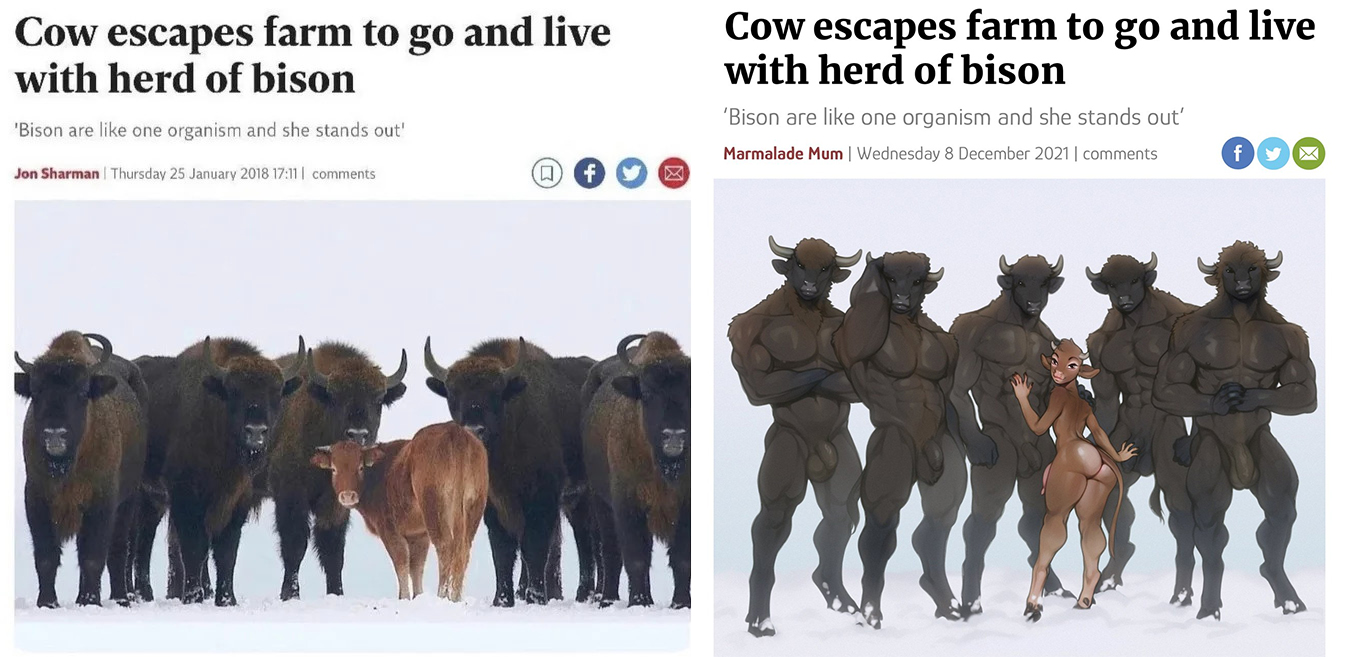 Cow escapes farm to go and live
with herd of bison
'Bison are like one organism and she stands out'
Jon Sharman | Thursday 25 January 2018 17:11 | comments
Cow escapes farm to go and live
with herd of bison
‘Bison are like one organism and she stands out’
Marmalade Mum | Wednesday 8 December 2021 | comments